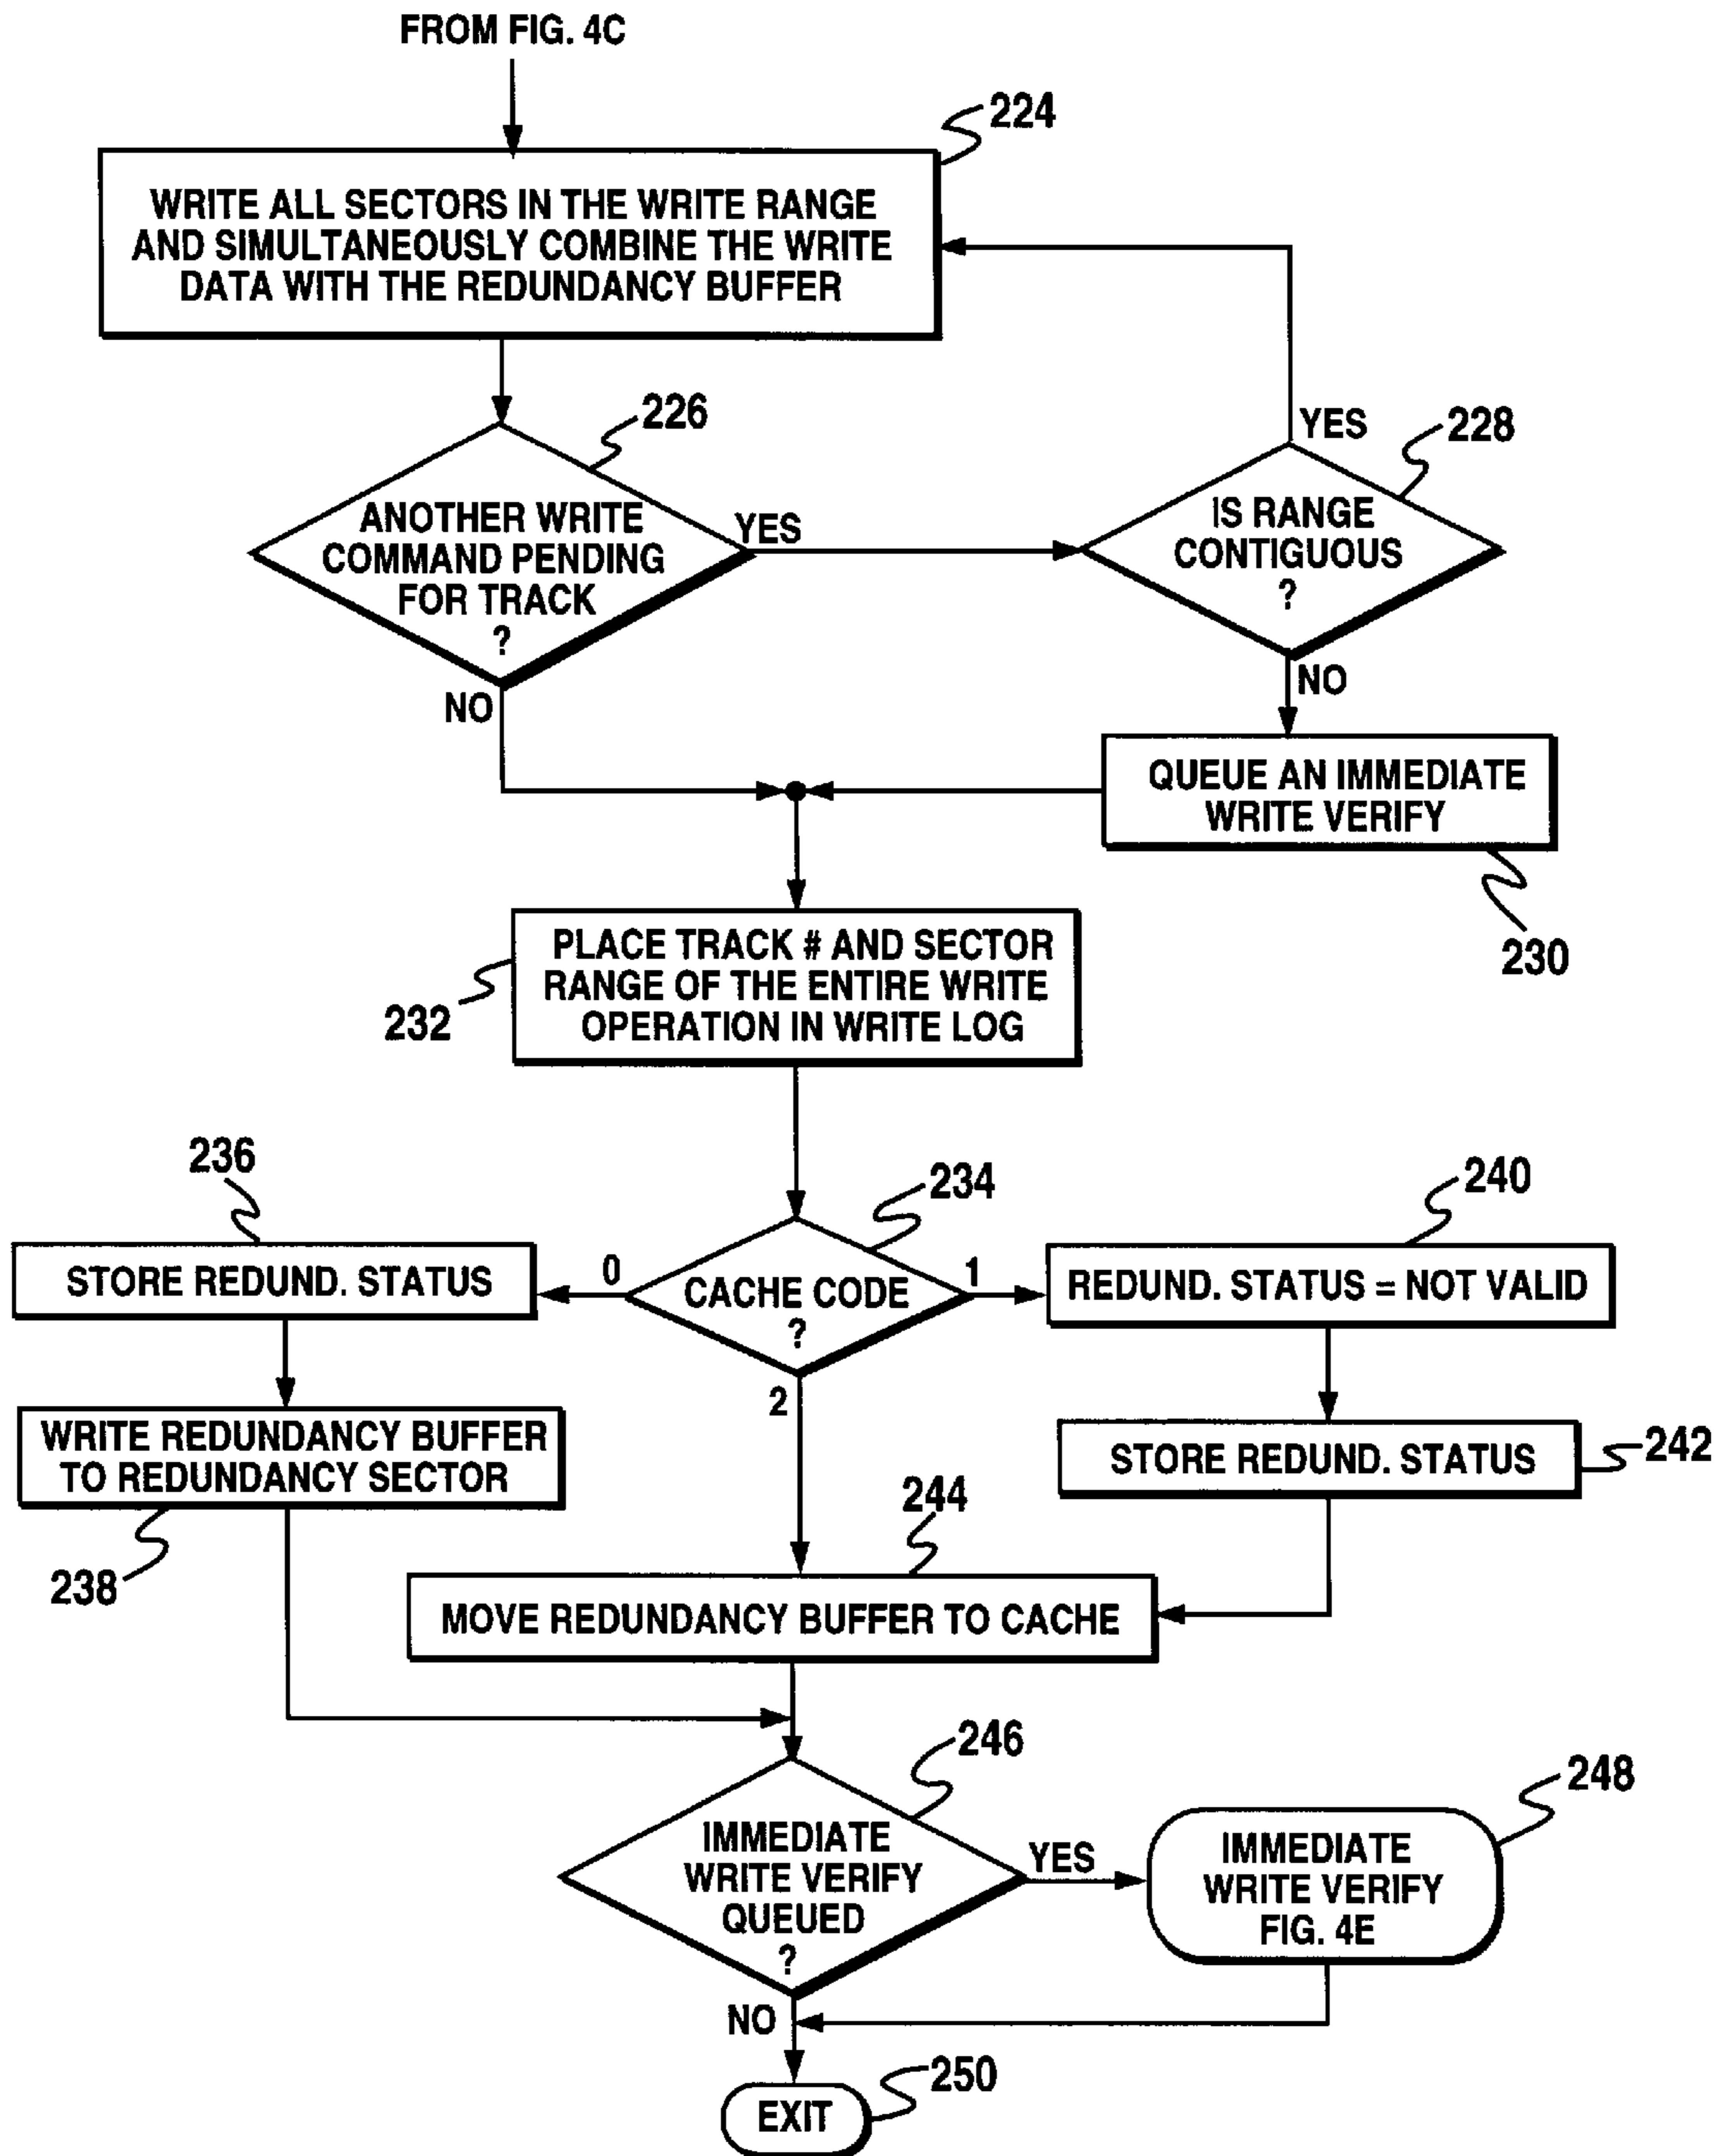 FROM FIG. 4C
224
WRITE ALL SECTORS IN THE WRITE RANGE
AND SIMULTANEOUSLY COMBINE THE WRITE
DATA WITH THE REDUNDANCY BUFFER
226
ANOTHER WRITE
COMMAND PENDING
FOR TRACK
?
YES
NO
YES
228
IS RANGE
CONTIGUOUS
?
NO
QUEUE AN IMMEDIATE
WRITE VERIFY
230
PLACE TRACK # AND SECTOR
RANGE OF THE ENTIRE WRITE
OPERATION IN WRITE LOG
232
234
CACHE CODE
?
0
1
2
236
STORE REDUND. STATUS
WRITE REDUNDANCY BUFFER
TO REDUNDANCY SECTOR
238
240
REDUND. STATUS = NOT VALID
STORE REDUND. STATUS
242
244
MOVE REDUNDANCY BUFFER TO CACHE
246
IMMEDIATE
WRITE VERIFY
QUEUED
?
YES
NO
248
IMMEDIATE
WRITE VERIFY
FIG. 4E
250
EXIT